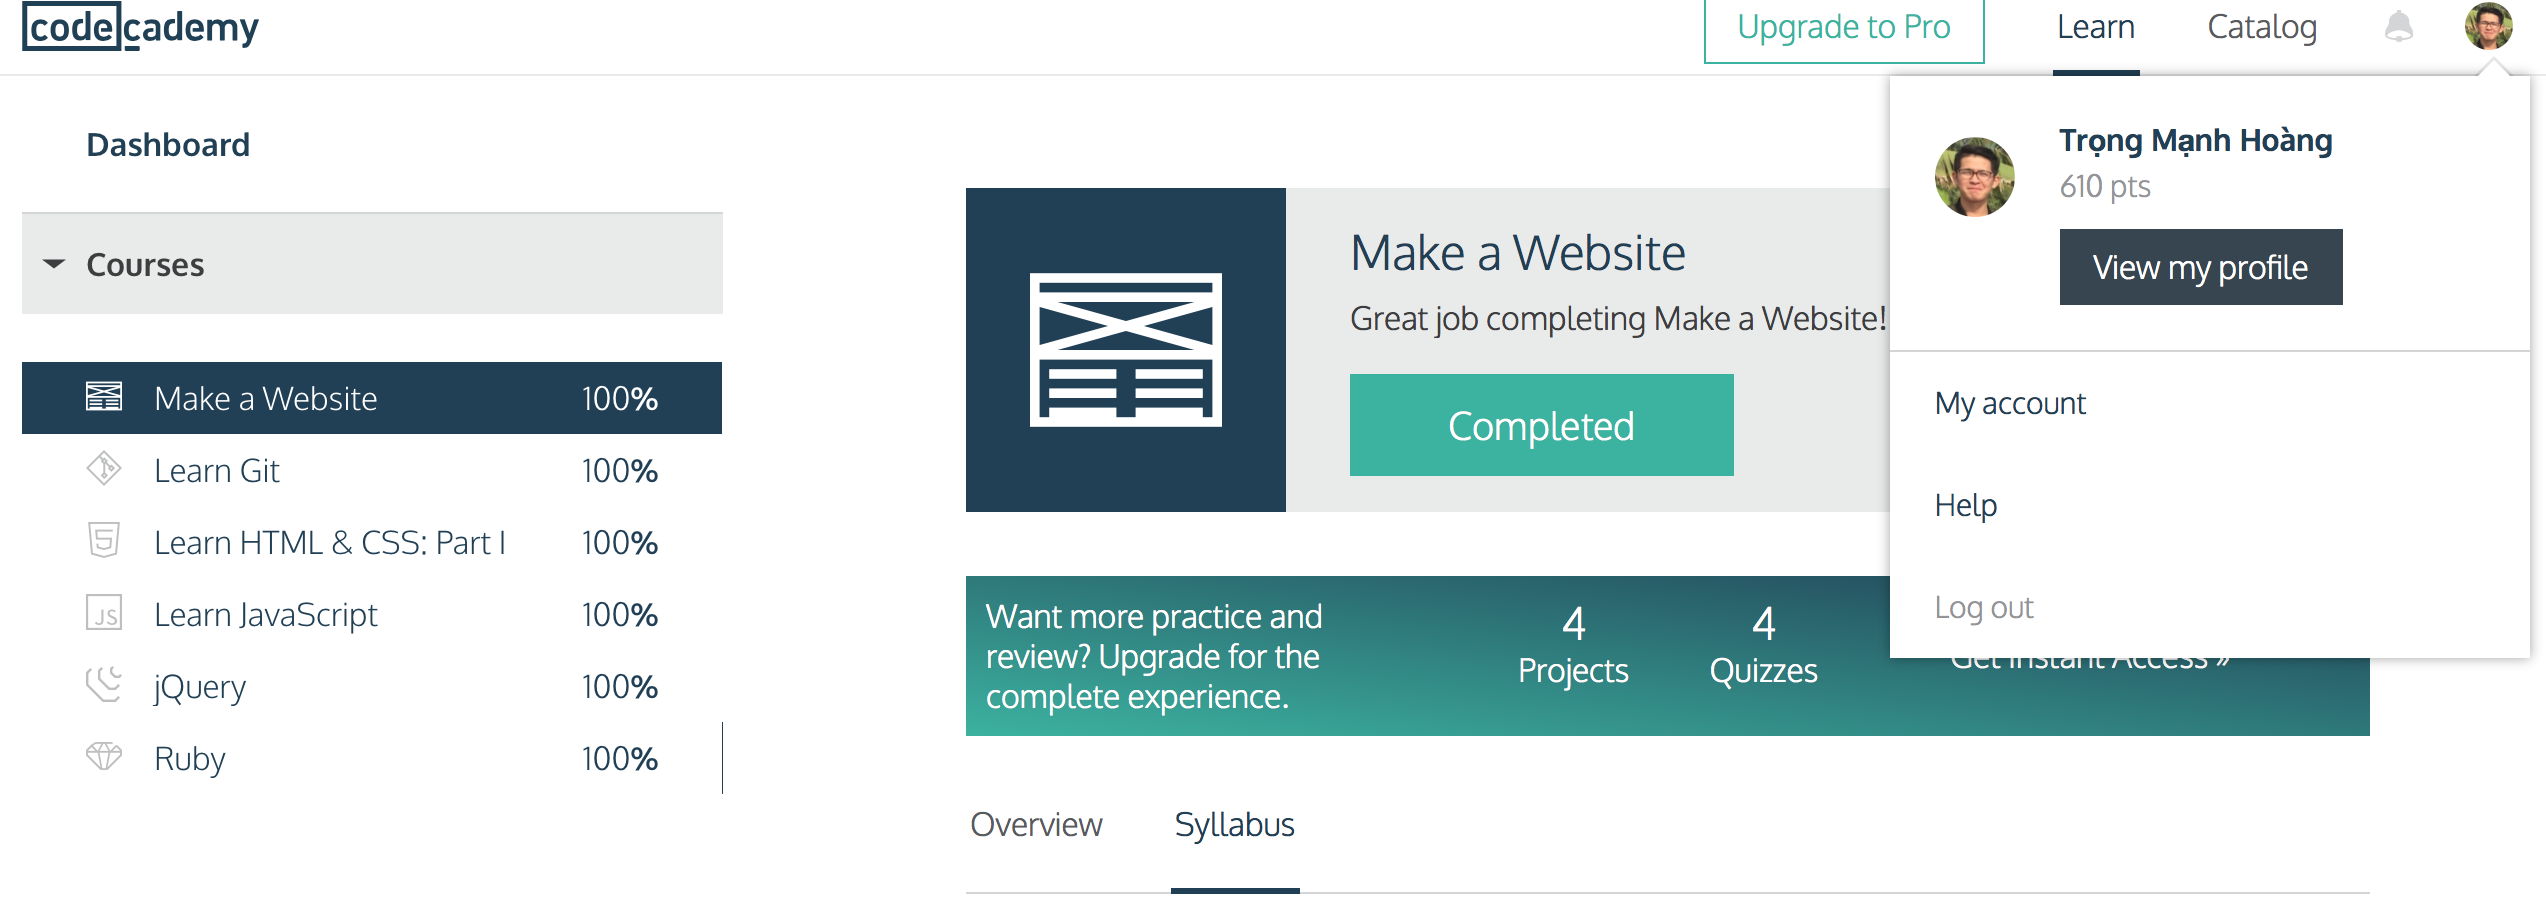 codecademy
Upgrade to Pro
Learn
Catalog
Dashboard
Courses
Make a Website 100%
Learn Git 100%
Learn HTML & CSS: Part I 100%
JS Learn JavaScript 100%
jQuery 100%
Ruby 100%
Make a Website
Great job completing Make a Website!
Completed
Want more practice and
review? Upgrade for the
complete experience.
4
Projects
4
Quizzes
Get Instant Access »
Overview
Syllabus
Trọng Mạnh Hoàng
610 pts
View my profile
My account
Help
Log out